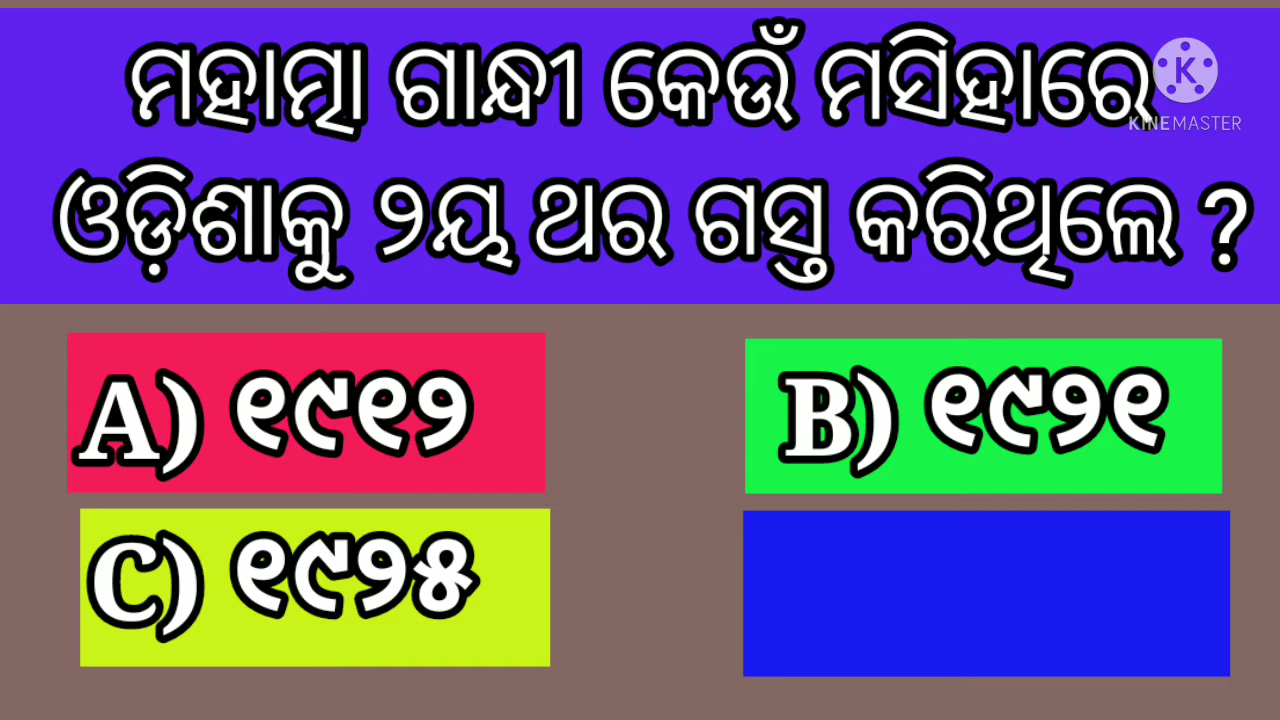 ମହାତ୍ମା ଗାନ୍ଧୀ କେଉଁ ମସିହାରେ
K
KINEMASTER
ଓଡ଼ିଶାକୁ ୨ୟ ଥର ଗସ୍ତ କରିଥିଲେ ?
A) ୧୯୧୨
B) ୧୯୨୧
C) ୧୯୨୫